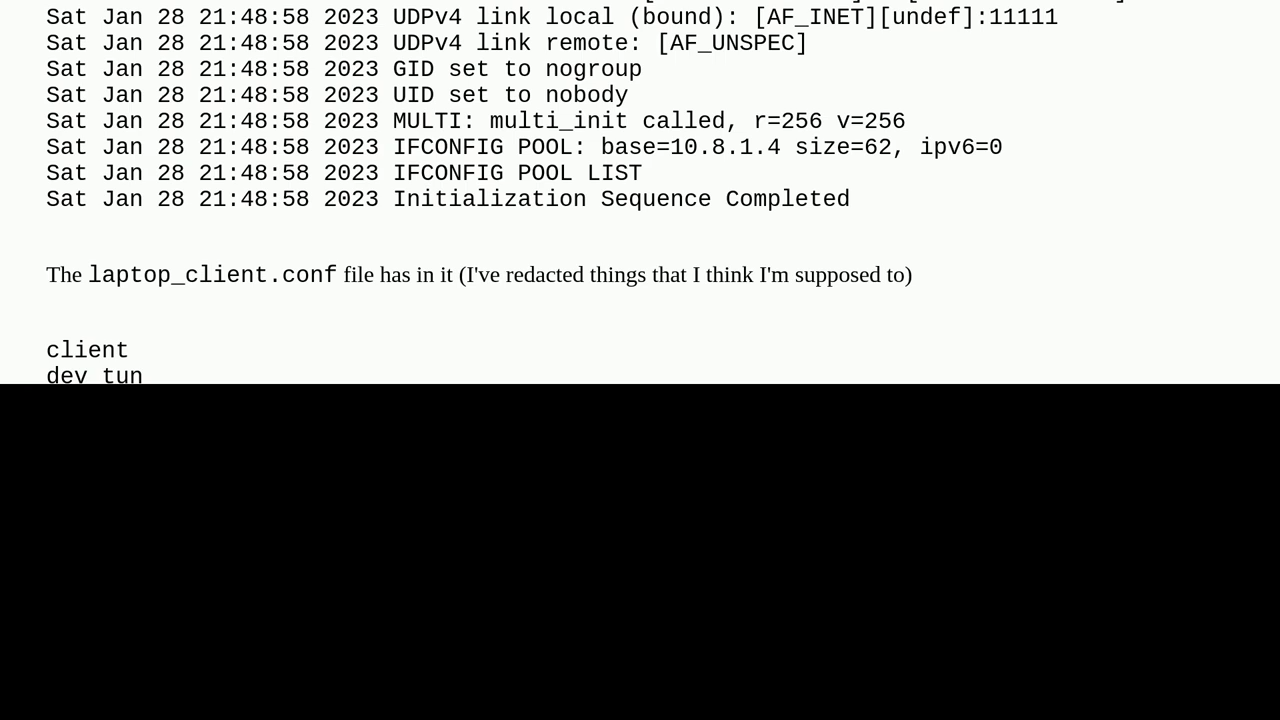 Sat Jan 28 21:48:58 2023 UDPv4 link local (bound): [AF_INET][undef]:11111
Sat Jan 28 21:48:58 2023 UDPv4 link remote: [AF_UNSPEC]
Sat Jan 28 21:48:58 2023 GID set to nogroup
Sat Jan 28 21:48:58 2023 UID set to nobody
Sat Jan 28 21:48:58 2023 MULTI: multi_init called, r=256 v=256
Sat Jan 28 21:48:58 2023 IFCONFIG POOL: base=10.8.1.4 size=62, ipv6=0
Sat Jan 28 21:48:58 2023 IFCONFIG POOL LIST
Sat Jan 28 21:48:58 2023 Initialization Sequence Completed
The laptop_client.conf file has in it (I've redacted things that I think I'm supposed to)
client
dev tun